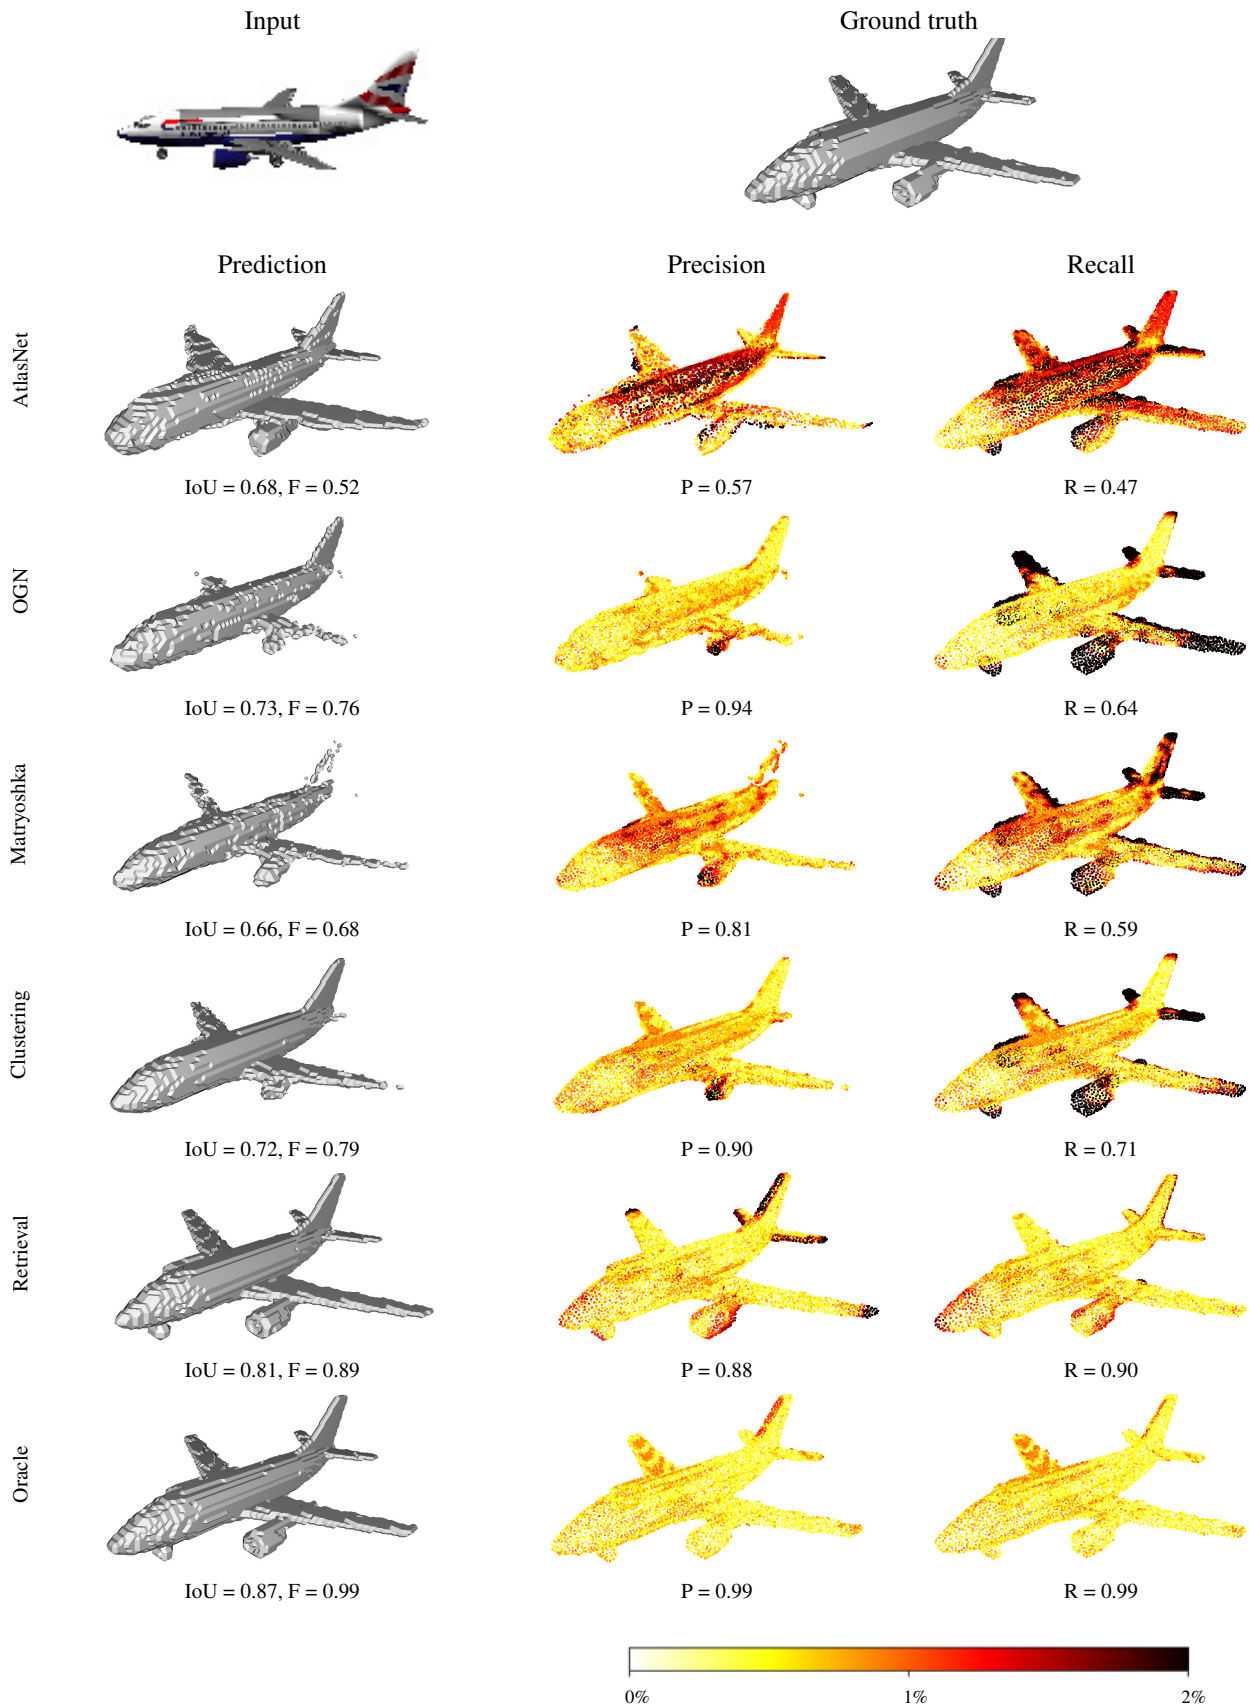 Input Ground truth
Prediction Precision Recall
AtlasNet
IoU = 0.68, F = 0.52 P = 0.57 R = 0.47
OGN
IoU = 0.73, F = 0.76 P = 0.94 R = 0.64
Matryoshka
IoU = 0.66, F = 0.68 P = 0.81 R = 0.59
Clustering
IoU = 0.72, F = 0.79 P = 0.90 R = 0.71
Retrieval
IoU = 0.81, F = 0.89 P = 0.88 R = 0.90
Oracle
IoU = 0.87, F = 0.99 P = 0.99 R = 0.99
0% 1% 2%